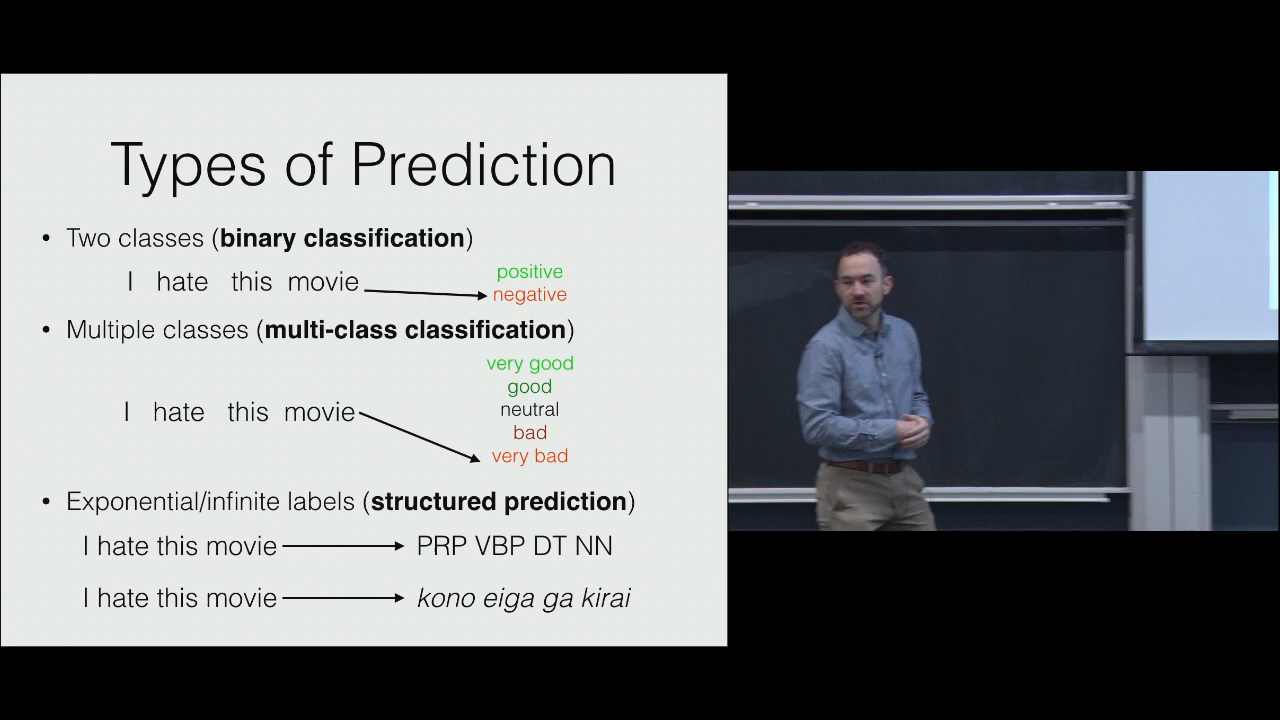 Types of Prediction
• Two classes (binary classification)
I hate this movie
positive
negative
• Multiple classes (multi-class classification)
very good
good
I hate this movie
neutral
bad
very bad
• Exponential/infinite labels (structured prediction)
I hate this movie PRP VBP DT NN
I hate this movie kono eiga ga kirai